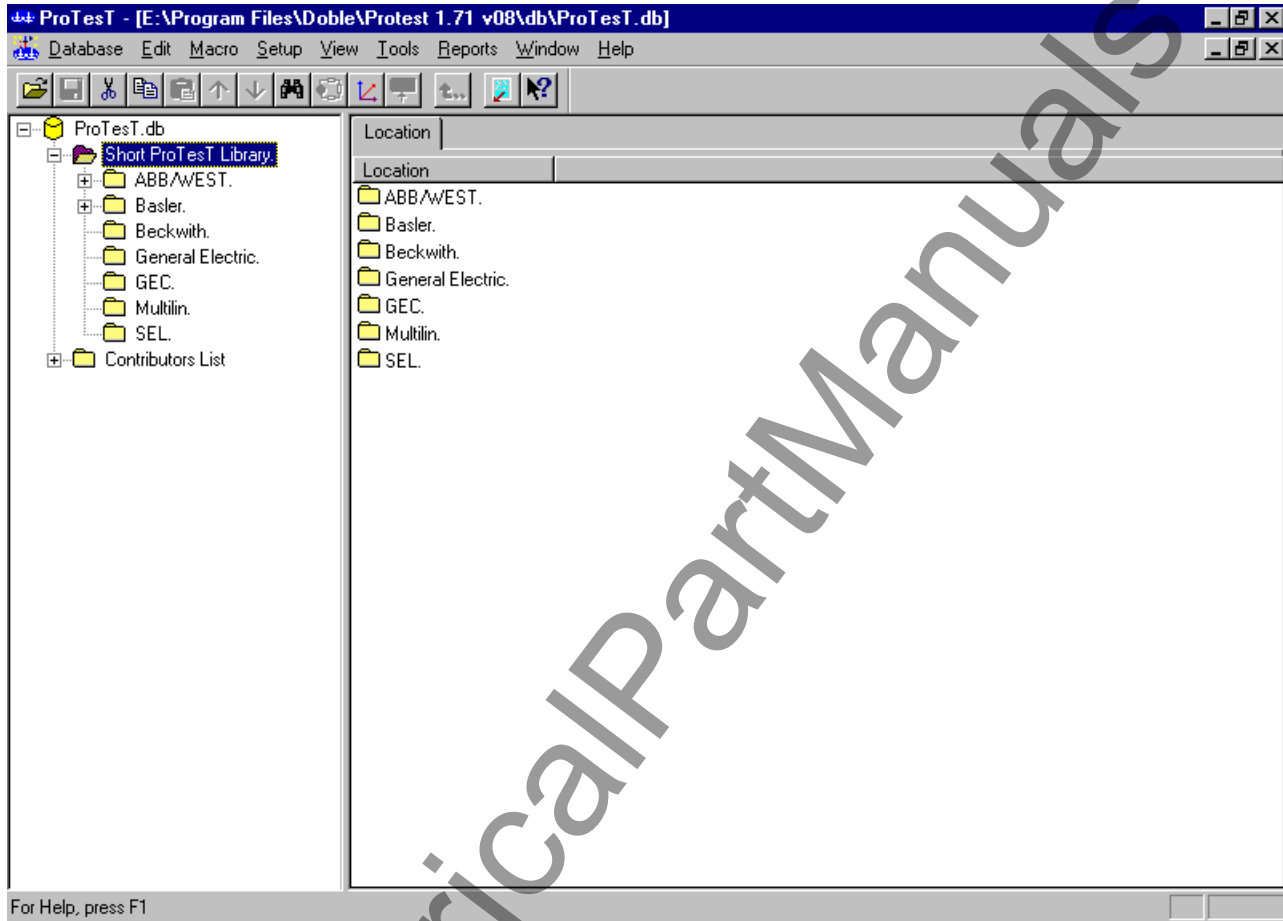 ProTesT - [E:\Program Files\Doble\Protest 1.71 v08\db\ProTesT.db]
Database Edit Macro Setup View Tools Reports Window Help
ProTesT.db
Short ProTesT Library.
ABB/WEST.
Basler.
Beckwith.
General Electric.
GEC.
Multilin.
SEL.
Contributors List
Location
Location
ABB/WEST.
Basler.
Beckwith.
General Electric.
GEC.
Multilin.
SEL.
For Help, press F1
ricalPartManuals